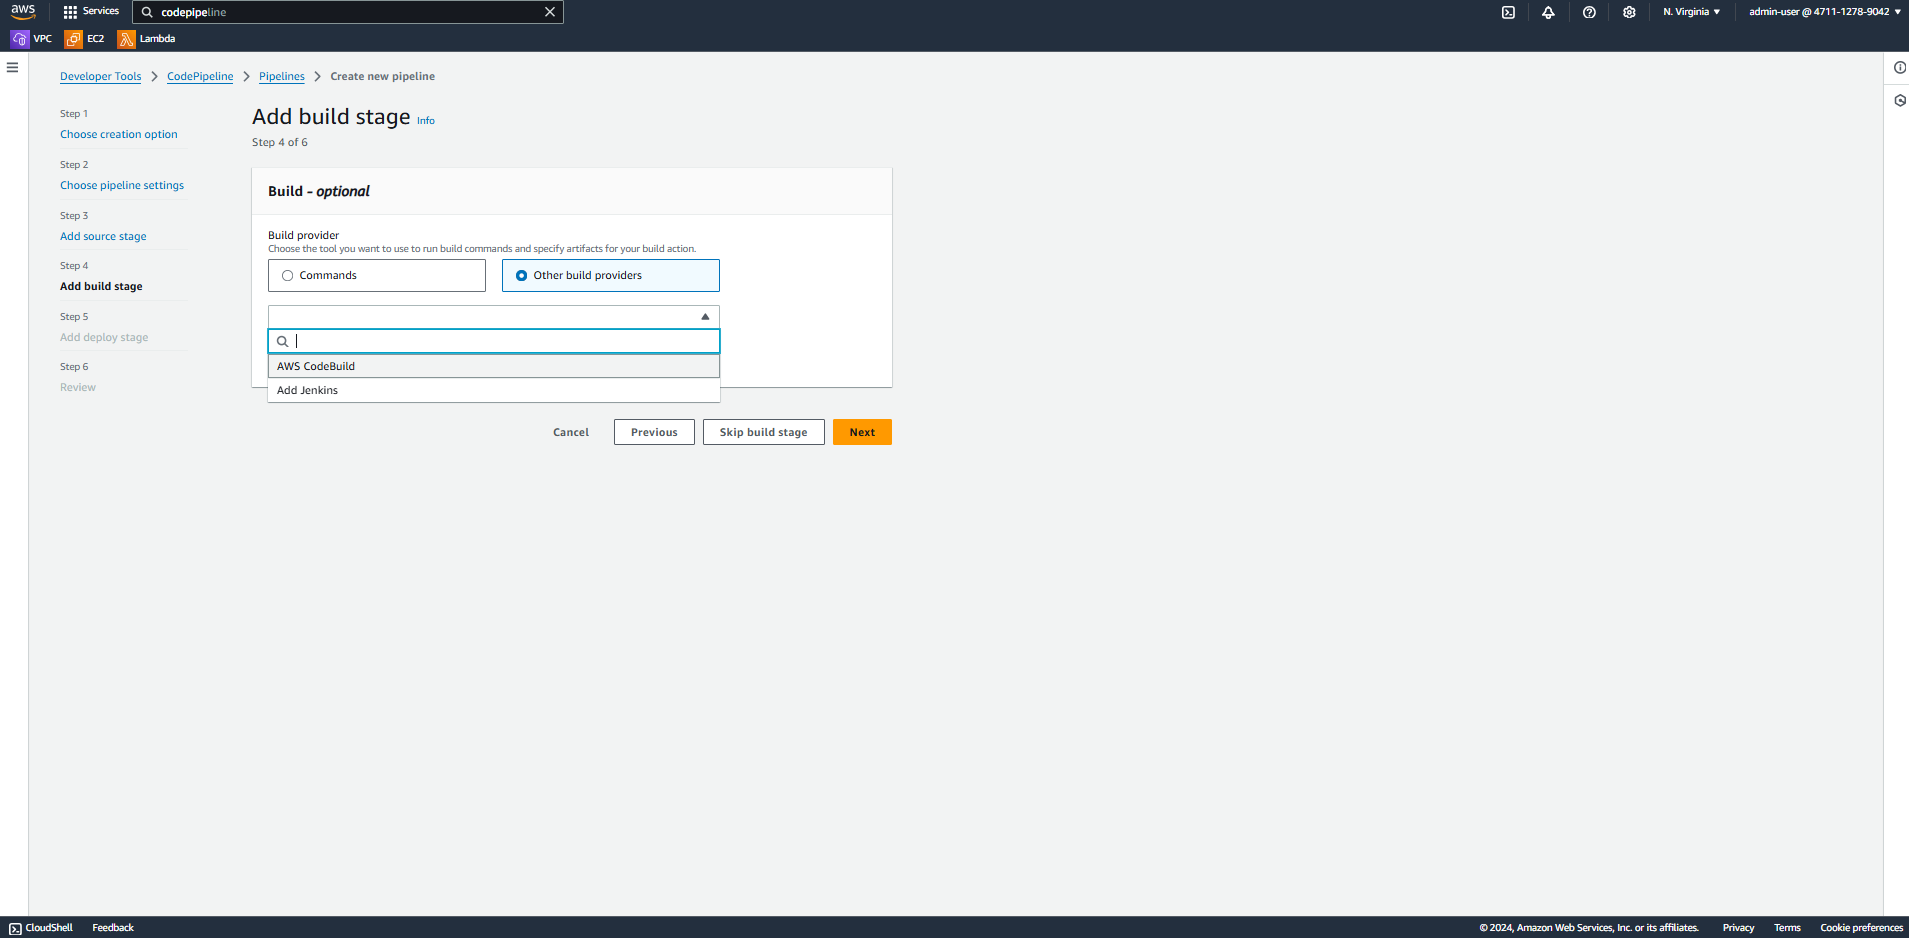 aws Services codepipeline N. Virginia admin-user @ 4711-1278-9042
VPC EC2 Lambda
Developer Tools CodePipeline Pipelines Create new pipeline
Step 1
Choose creation option
Step 2
Choose pipeline settings
Step 3
Add source stage
Step 4
Add build stage
Step 5
Add deploy stage
Step 6
Review
Add build stage Info
Step 4 of 6
Build - optional
Build provider
Choose the tool you want to use to run build commands and specify artifacts for your build action.
Commands Other build providers
AWS CodeBuild
Add Jenkins
Cancel Previous Skip build stage Next
CloudShell Feedback © 2024, Amazon Web Services, Inc. or its affiliates. Privacy Terms Cookie preferences